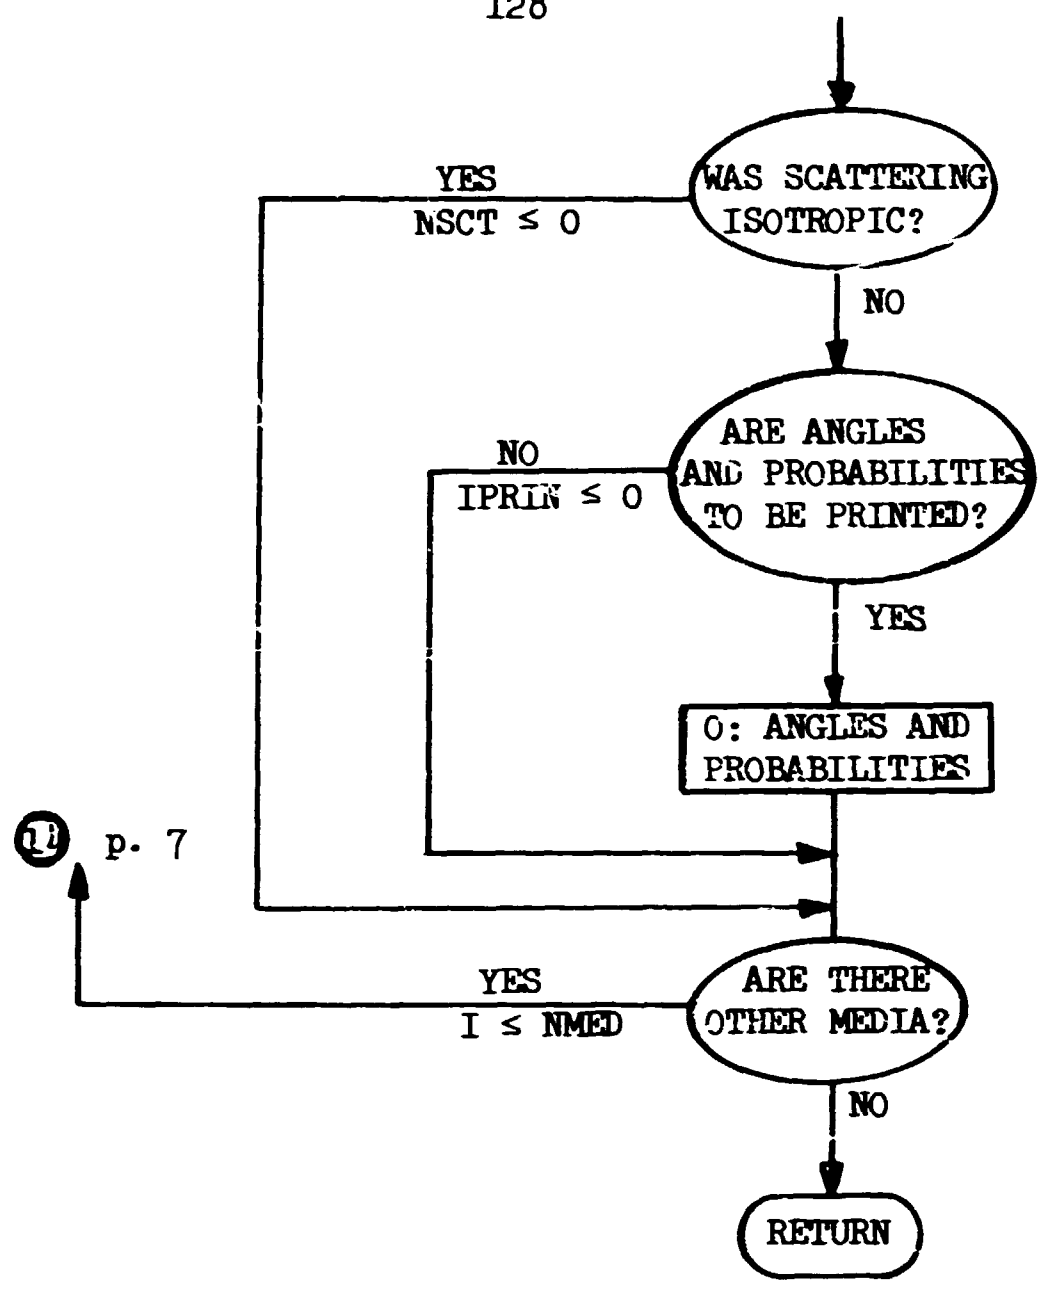 128
WAS SCATTERING
ISOTROPIC?
YES
NSCT ≤ 0
NO
ARE ANGLES
AND PROBABILITIES
TO BE PRINTED?
NO
IPRIN ≤ 0
YES
O: ANGLES AND
PROBABILITIES
p. 7
ARE THERE
OTHER MEDIA?
YES
I ≤ NMED
NO
RETURN